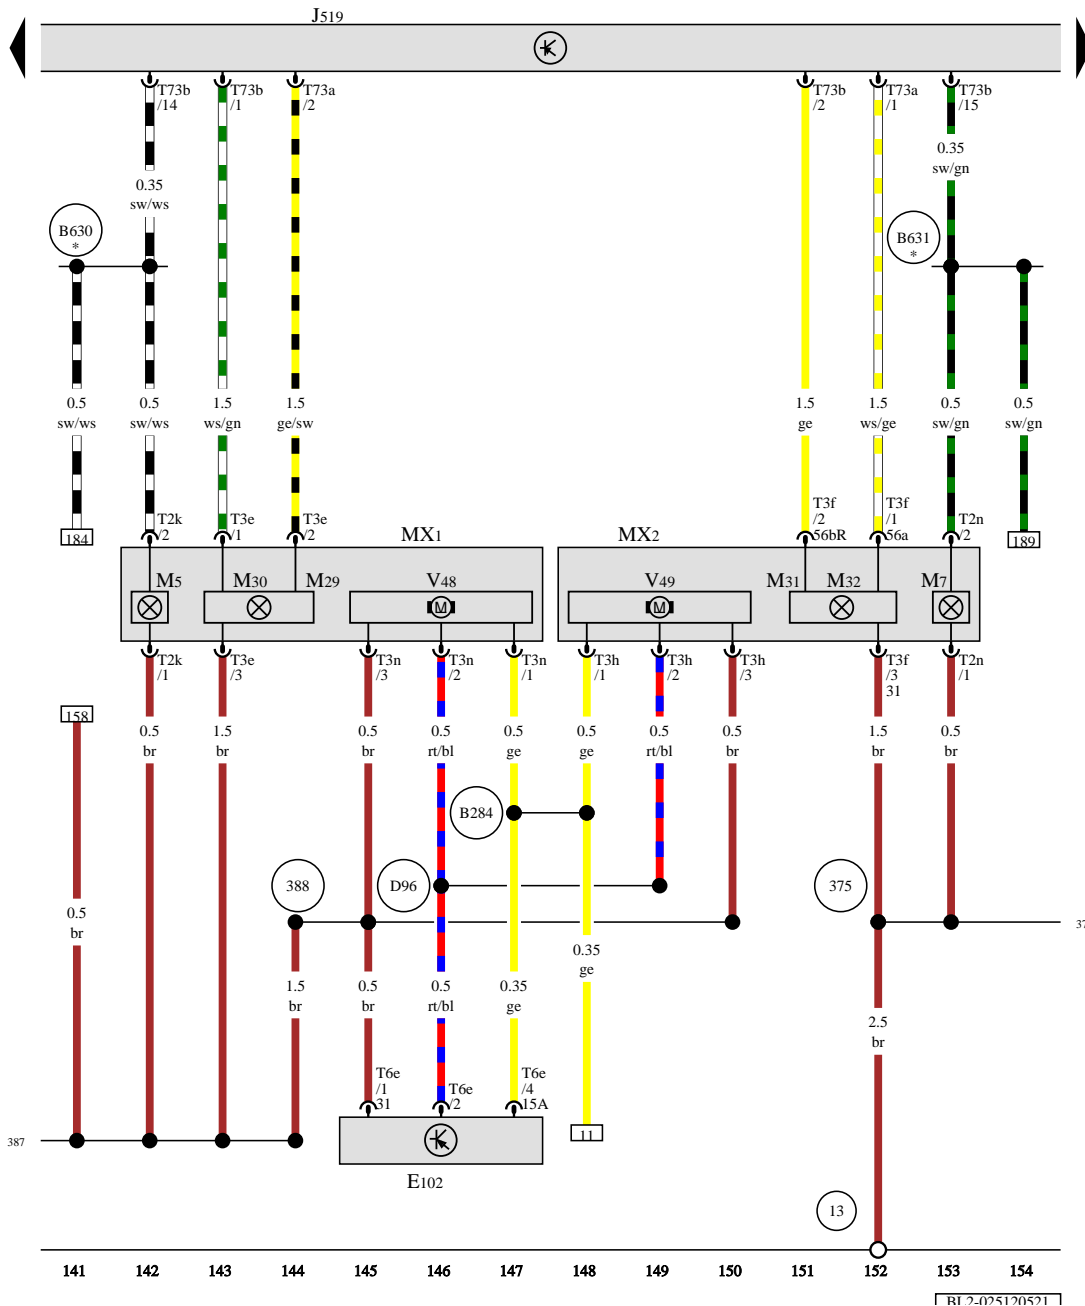 J519
T73b
/14
T73b
/1
T73a
/2
T73b
/2
T73a
/1
T73b
/15
0.35
sw/gn
0.35
sw/ws
B630
*
B631
*
0.5
sw/ws
0.5
sw/ws
1.5
ws/gn
1.5
ge/sw
1.5
ge
1.5
ws/ge
0.5
sw/gn
0.5
sw/gn
184
T2k
/2
T3e
/1
T3e
/2
T3f
/2
56bR
T3f
/1
56a
T2n
/2
189
MX1
MX2
M5
M30
M29
V48
V49
M31
M32
M7
M
M
T2k
/1
T3e
/3
T3n
/3
T3n
/2
T3n
/1
T3h
/1
T3h
/2
T3h
/3
T3f
/3
31
T2n
/1
158
0.5
br
1.5
br
0.5
br
0.5
rt/bl
0.5
ge
0.5
ge
0.5
rt/bl
0.5
br
1.5
br
0.5
br
B284
388
D96
375
0.5
br
37
0.35
ge
1.5
br
0.5
br
0.5
rt/bl
0.35
ge
2.5
br
T6e
/1
31
T6e
/2
T6e
/4
15A
11
387
E102
13
141 142 143 144 145 146 147 148 149 150 151 152 153 154
BL2-025120521